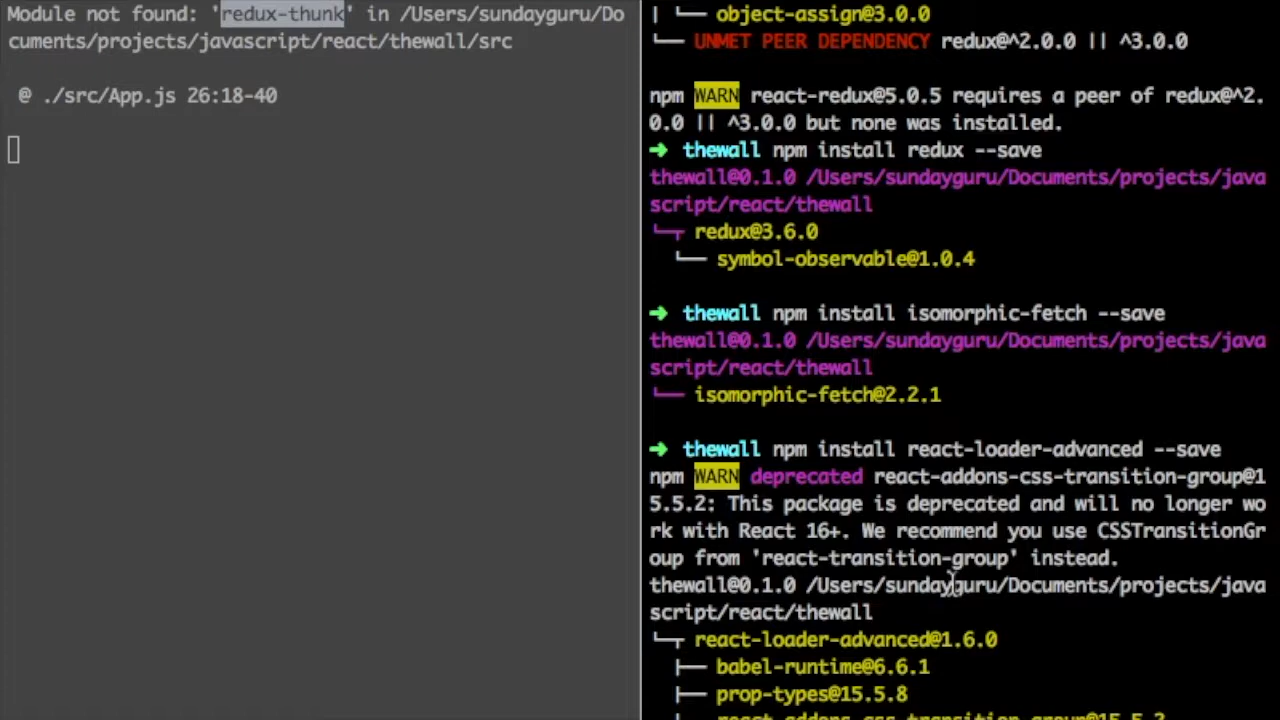 Module not found: 'redux-thunk' in /Users/sundayguru/Do
cuments/projects/javascript/react/thewall/src
@ ./src/App.js 26:18-40
| └── object-assign@3.0.0
└── UNMET PEER DEPENDENCY redux@^2.0.0 || ^3.0.0
npm WARN react-redux@5.0.5 requires a peer of redux@^2.
0.0 || ^3.0.0 but none was installed.
➜ thewall npm install redux --save
thewall@0.1.0 /Users/sundayguru/Documents/projects/java
script/react/thewall
└─┬ redux@3.6.0
└── symbol-observable@1.0.4
➜ thewall npm install isomorphic-fetch --save
thewall@0.1.0 /Users/sundayguru/Documents/projects/java
script/react/thewall
└── isomorphic-fetch@2.2.1
➜ thewall npm install react-loader-advanced --save
npm WARN deprecated react-addons-css-transition-group@1
5.5.2: This package is deprecated and will no longer wo
rk with React 16+. We recommend you use CSSTransitionGr
oup from 'react-transition-group' instead.
thewall@0.1.0 /Users/sundayguru/Documents/projects/java
script/react/thewall
└─┬ react-loader-advanced@1.6.0
├── babel-runtime@6.6.1
├── prop-types@15.5.8
react-addons-css-transition-group@15.5.2